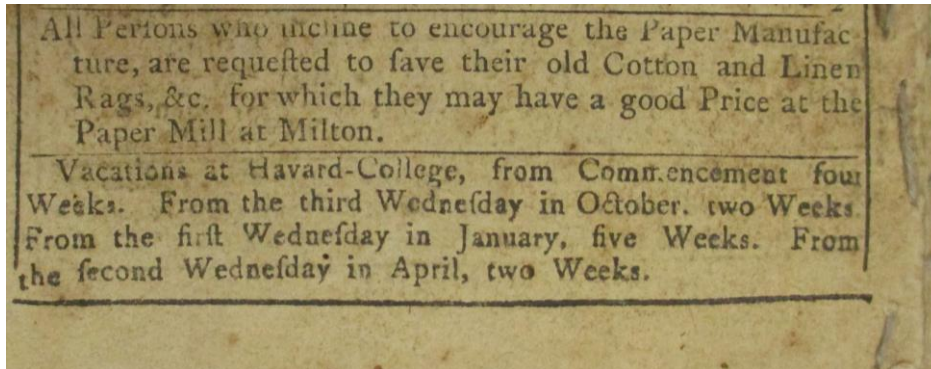 All Perſons who incline to encourage the Paper Manufac-
ture, are requeſted to ſave their old Cotton and Linen
Rags, &c. for which they may have a good Price at the
Paper Mill at Milton.
Vacations at Havard-College, from Commencement four
Weeks. From the third Wedneſday in October. two Weeks
From the firſt Wedneſday in January, five Weeks. From
the ſecond Wedneſday in April, two Weeks.